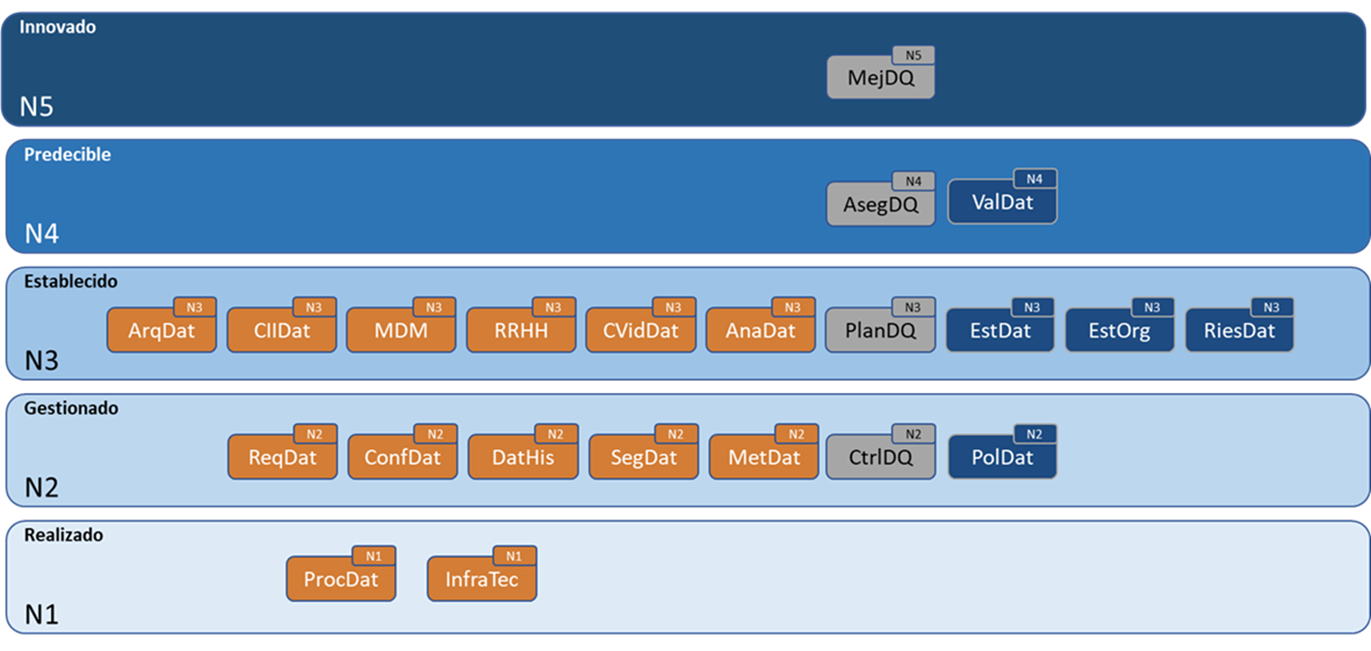 Innovado
N5
MejDQ
N5
Predecible
N4
AsegDQ
N4
ValDat
N4
Establecido
N3
ArqDat
N3
CIIDat
N3
MDM
N3
RRHH
N3
CVidDat
N3
AnaDat
N3
PlanDQ
N3
EstDat
N3
EstOrg
N3
RiesDat
N3
Gestionado
N2
ReqDat
N2
ConfDat
N2
DatHis
N2
SegDat
N2
MetDat
N2
CtrlDQ
N2
PolDat
N2
Realizado
N1
ProcDat
N1
InfraTec
N1